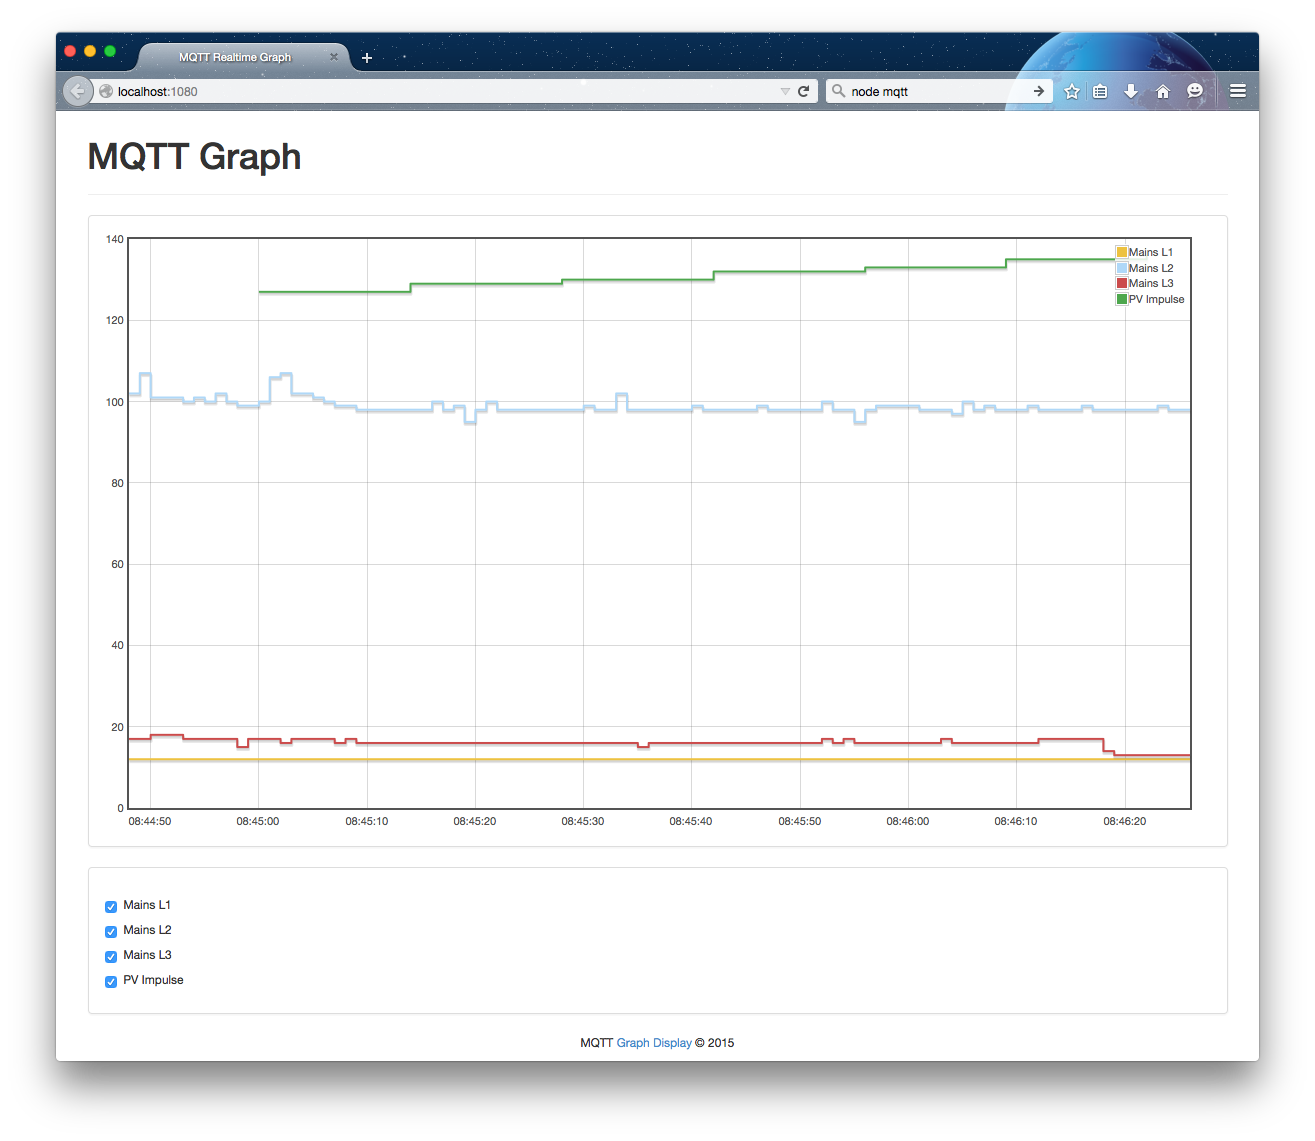 MQTT Realtime Graph
localhost:1080
node mqtt
MQTT Graph
140
120
100
80
60
40
20
0
Mains L1
Mains L2
Mains L3
PV Impulse
08:44:50 08:45:00 08:45:10 08:45:20 08:45:30 08:45:40 08:45:50 08:46:00 08:46:10 08:46:20
Mains L1
Mains L2
Mains L3
PV Impulse
MQTT Graph Display © 2015